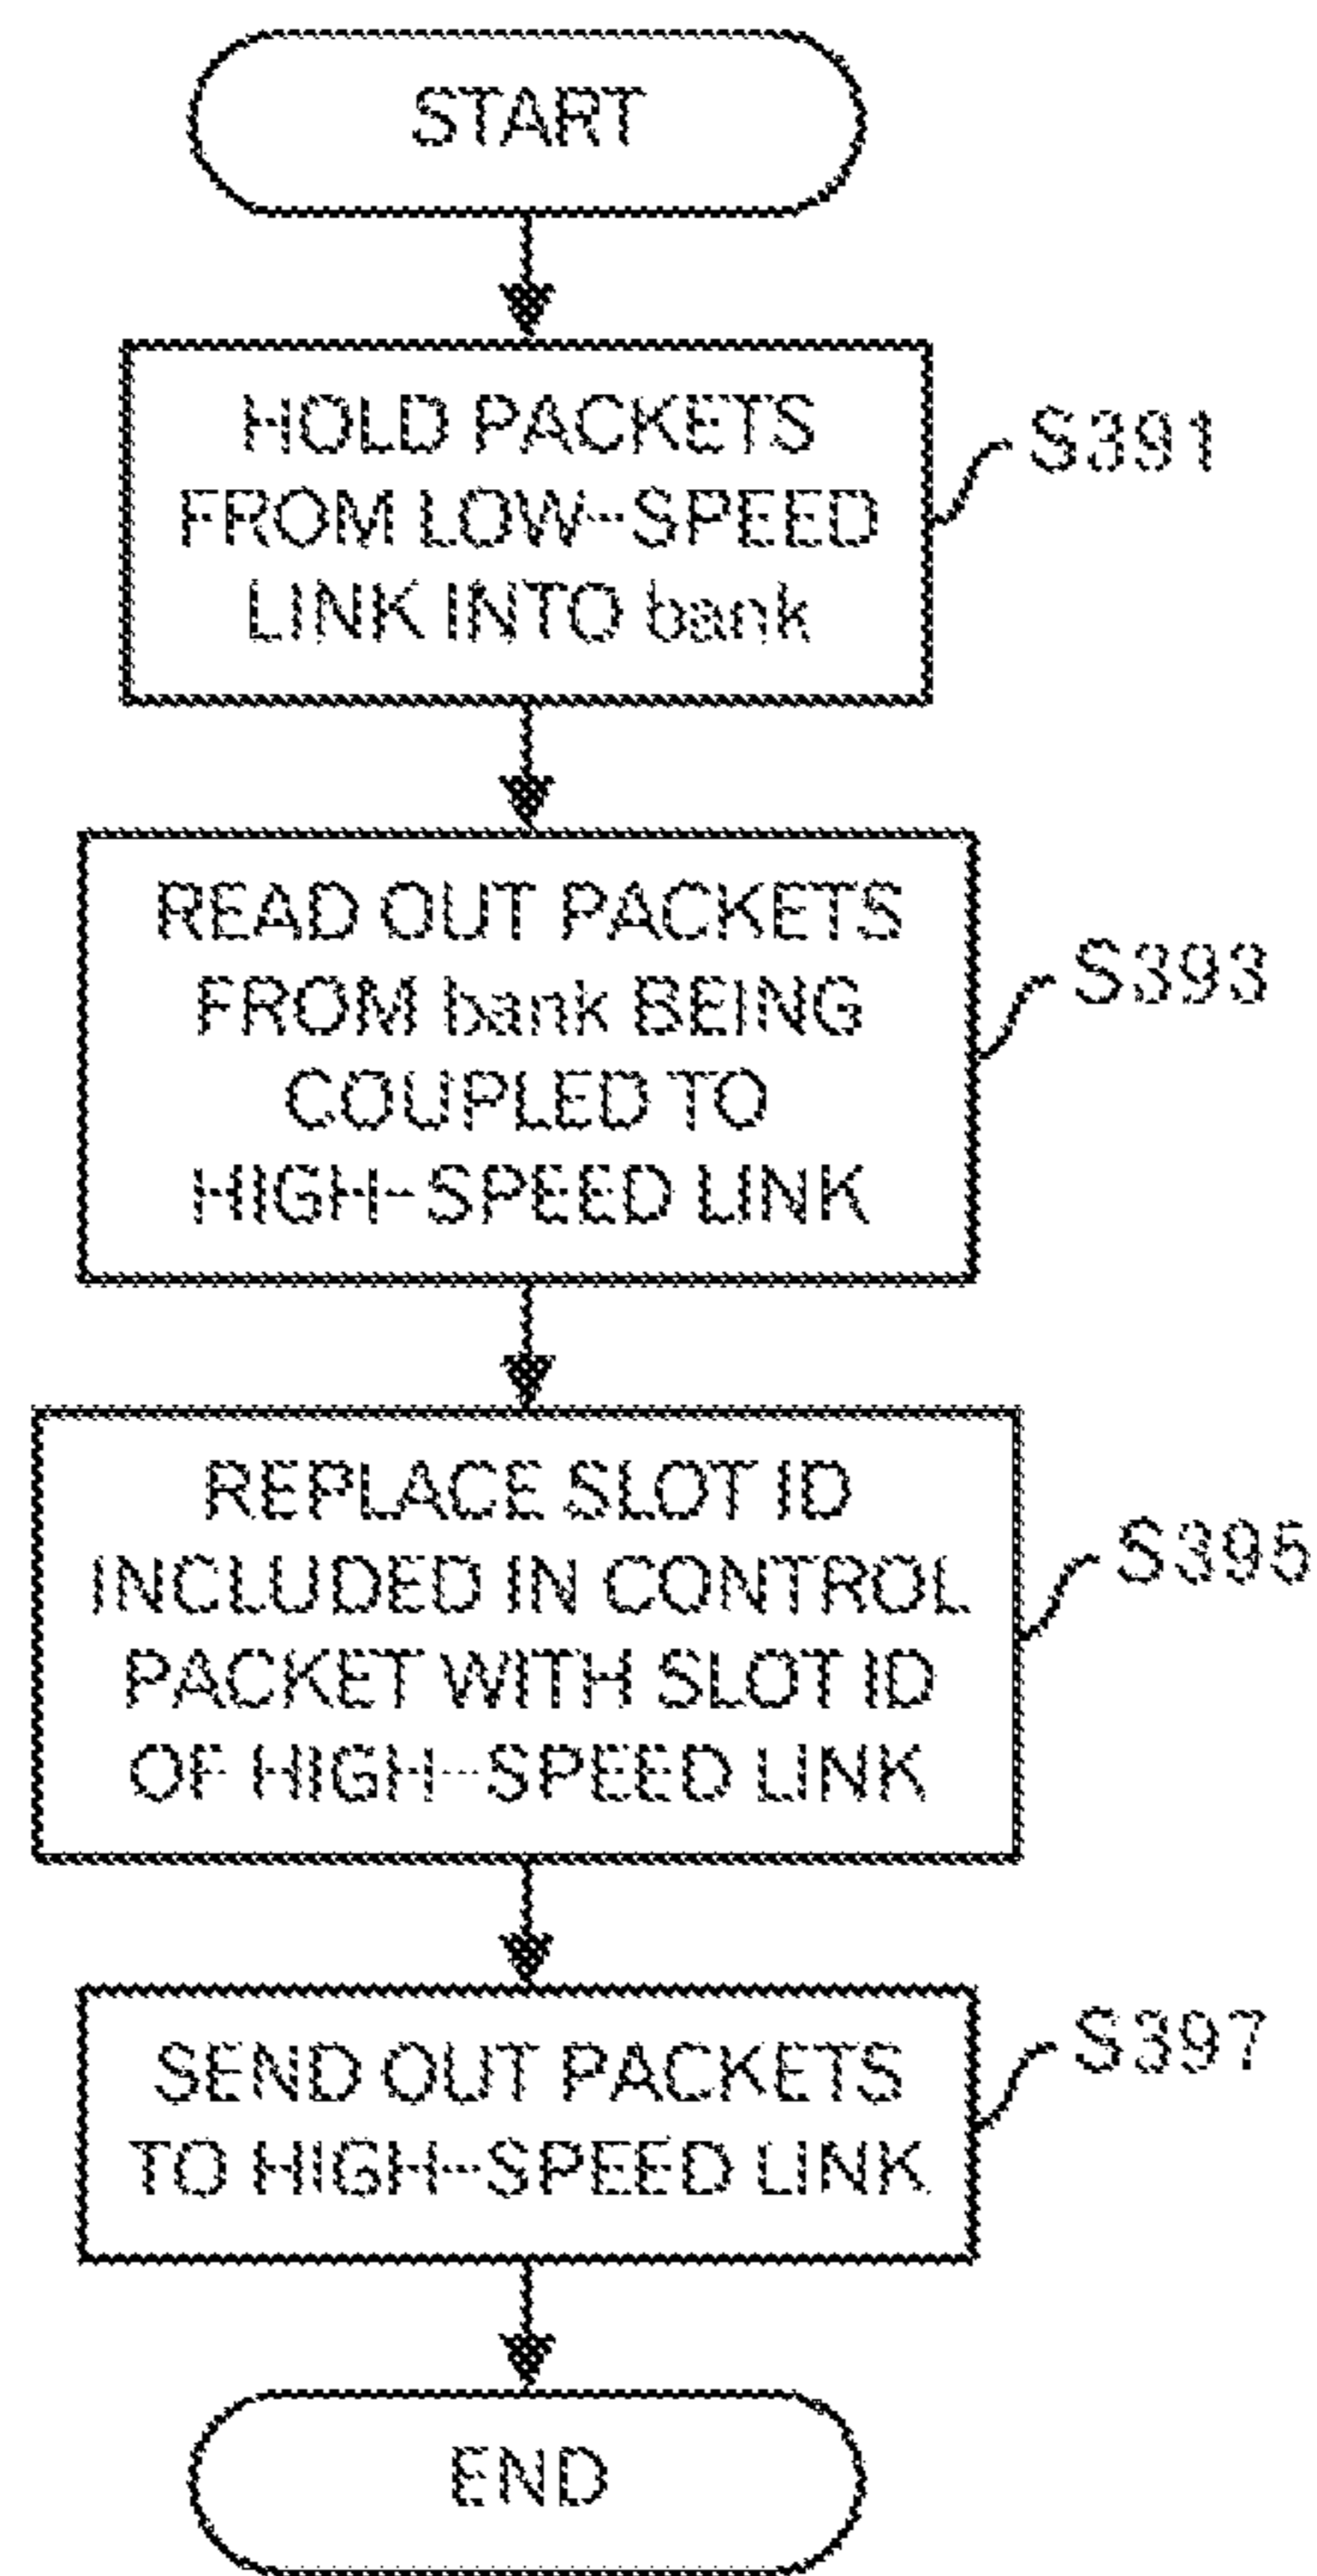 START
HOLD PACKETS
FROM LOW-SPEED
LINK INTO bank
S391
READ OUT PACKETS
FROM bank BEING
COUPLED TO
HIGH-SPEED LINK
S393
REPLACE SLOT ID
INCLUDED IN CONTROL
PACKET WITH SLOT ID
OF HIGH-SPEED LINK
S395
SEND OUT PACKETS
TO HIGH-SPEED LINK
S397
END